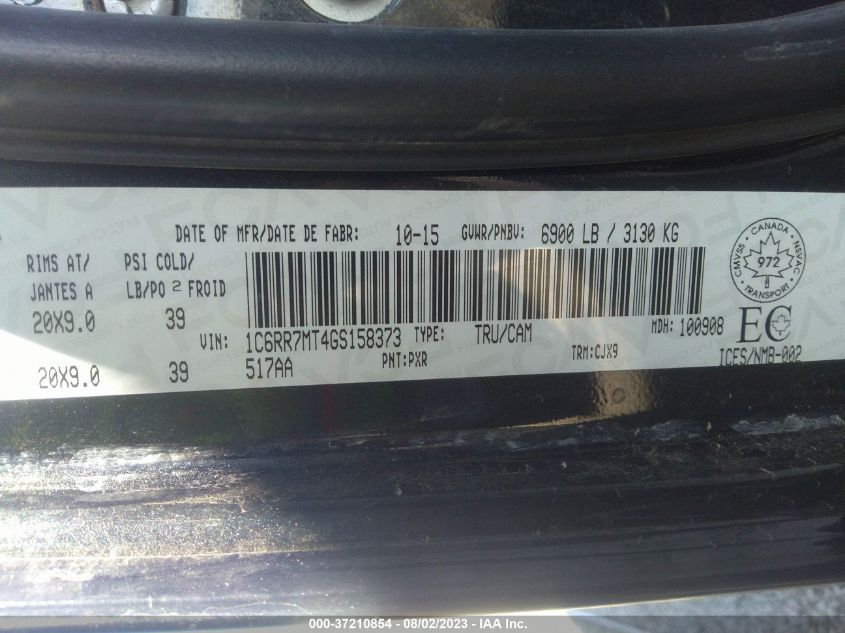 DATE OF MFR/DATE DE FABR: 10-15 GVWR/PNBV: 6900 LB / 3130 KG
RIMS AT/ PSI COLD/
JANTES A LB/PO 2 FROID
20X9.0 39
VIN: 1C6RR7MT4GS158373 TYPE: TRU/CAM MDH: 100908
20X9.0 39 517AA PNT:PXR TRM:CJX9
CANADA
CMVSS NSVAC
972
TRANSPORT
EC
ICES/NMB-002
000-37210854 - 08/02/2023 - IAA Inc.